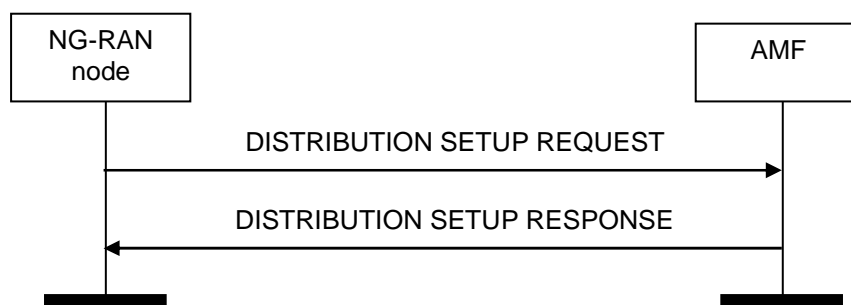 NG-RAN
node
AMF
DISTRIBUTION SETUP REQUEST
DISTRIBUTION SETUP RESPONSE